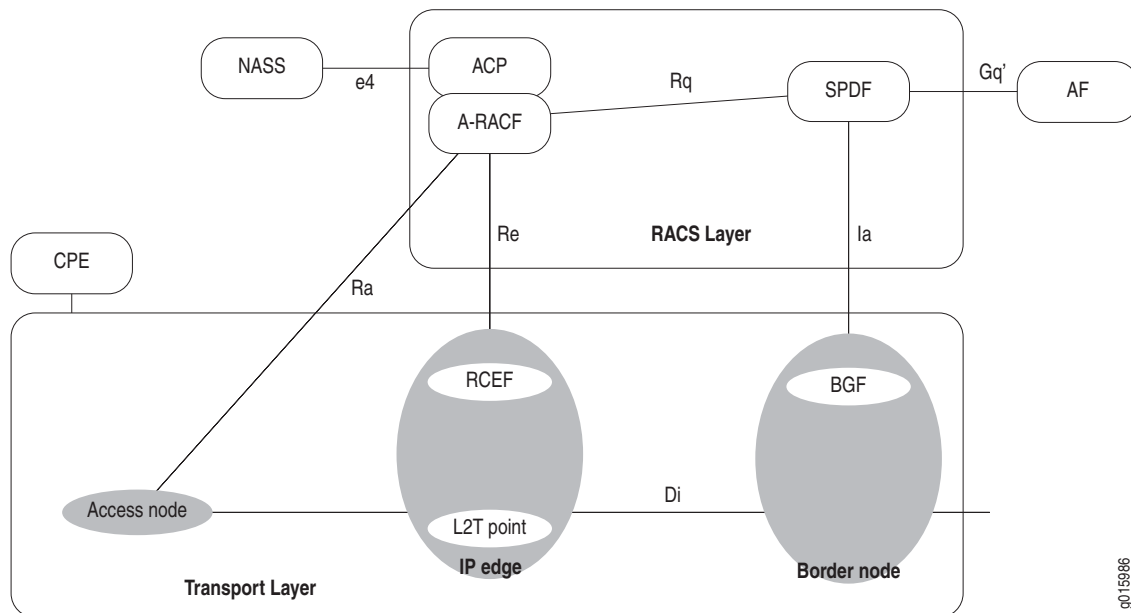 NASS
e4
ACP
A-RACF
Rq
SPDF
Gq’
AF
Re
RACS Layer
Ia
CPE
Ra
RCEF
BGF
Access node
Di
L2T point
IP edge
Border node
Transport Layer
g015986